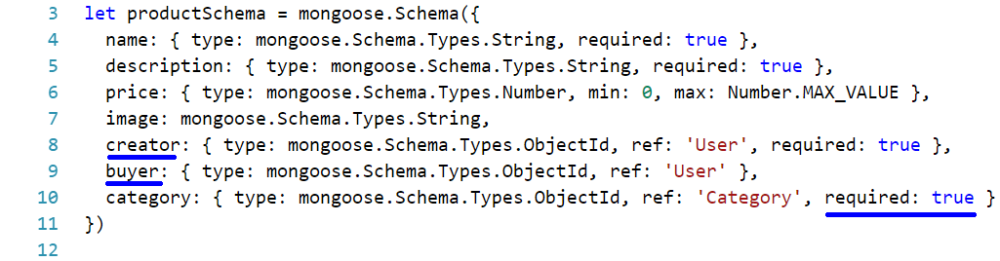 3 let productSchema = mongoose.Schema({
4 name: { type: mongoose.Schema.Types.String, required: true },
5 description: { type: mongoose.Schema.Types.String, required: true },
6 price: { type: mongoose.Schema.Types.Number, min: 0, max: Number.MAX_VALUE },
7 image: mongoose.Schema.Types.String,
8 creator: { type: mongoose.Schema.Types.ObjectId, ref: 'User', required: true },
9 buyer: { type: mongoose.Schema.Types.ObjectId, ref: 'User' },
10 category: { type: mongoose.Schema.Types.ObjectId, ref: 'Category', required: true }
11 })
12